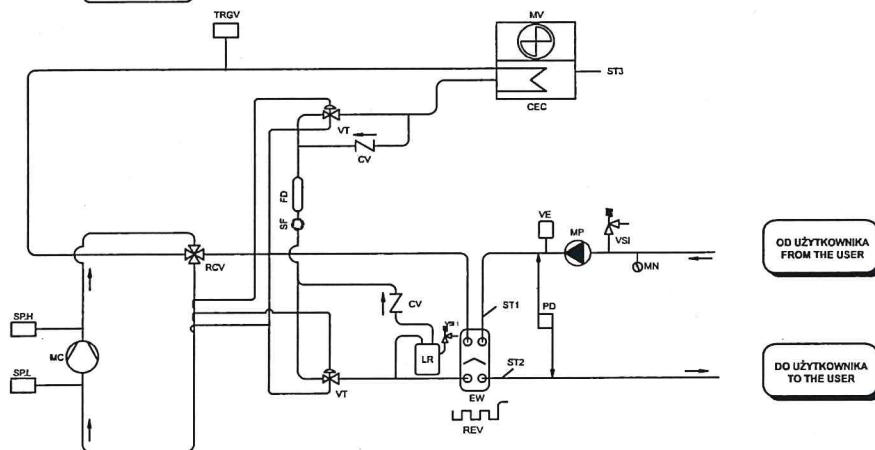 TRGV
MV
ST3
CEC
VT
CV
FD
SF
VE
MP
VSI
MN
OD UŻYTKOWNIKA
FROM THE USER
RCV
CV
ST1
PD
SP.H
MC
LR
ST2
SP.L
VT
EW
REV
DO UŻYTKOWNIKA
TO THE USER